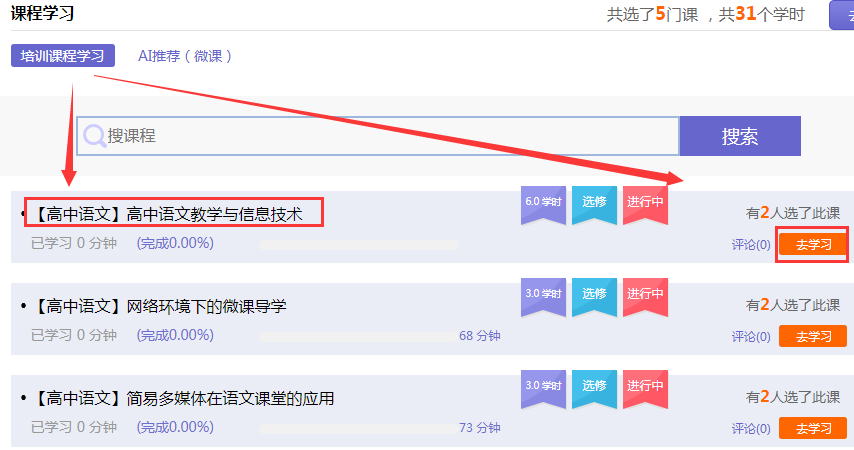 课程学习 共选了5门课 ，共31个学时
培训课程学习 AI推荐（微课）
搜课程 搜索
• 【高中语文】高中语文教学与信息技术 6.0 学时 选修 进行中 有2人选了此课
已学习 0 分钟 (完成0.00%) 评论(0) 去学习
• 【高中语文】网络环境下的微课导学 3.0 学时 选修 进行中 有2人选了此课
已学习 0 分钟 (完成0.00%) 68 分钟 评论(0) 去学习
• 【高中语文】简易多媒体在语文课堂的应用 3.0 学时 选修 进行中 有2人选了此课
已学习 0 分钟 (完成0.00%) 73 分钟 评论(0) 去学习